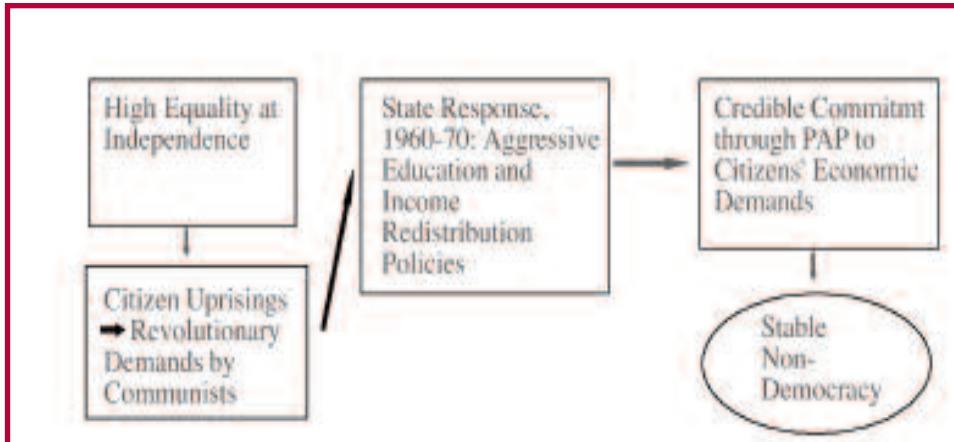 High Equality at
Independence
Citizen Uprisings
➡ Revolutionary
Demands by
Communists
State Response,
1960-70: Aggressive
Education and
Income
Redistribution
Policies
Credible Commitmt
through PAP to
Citizens' Economic
Demands
Stable
Non-
Democracy